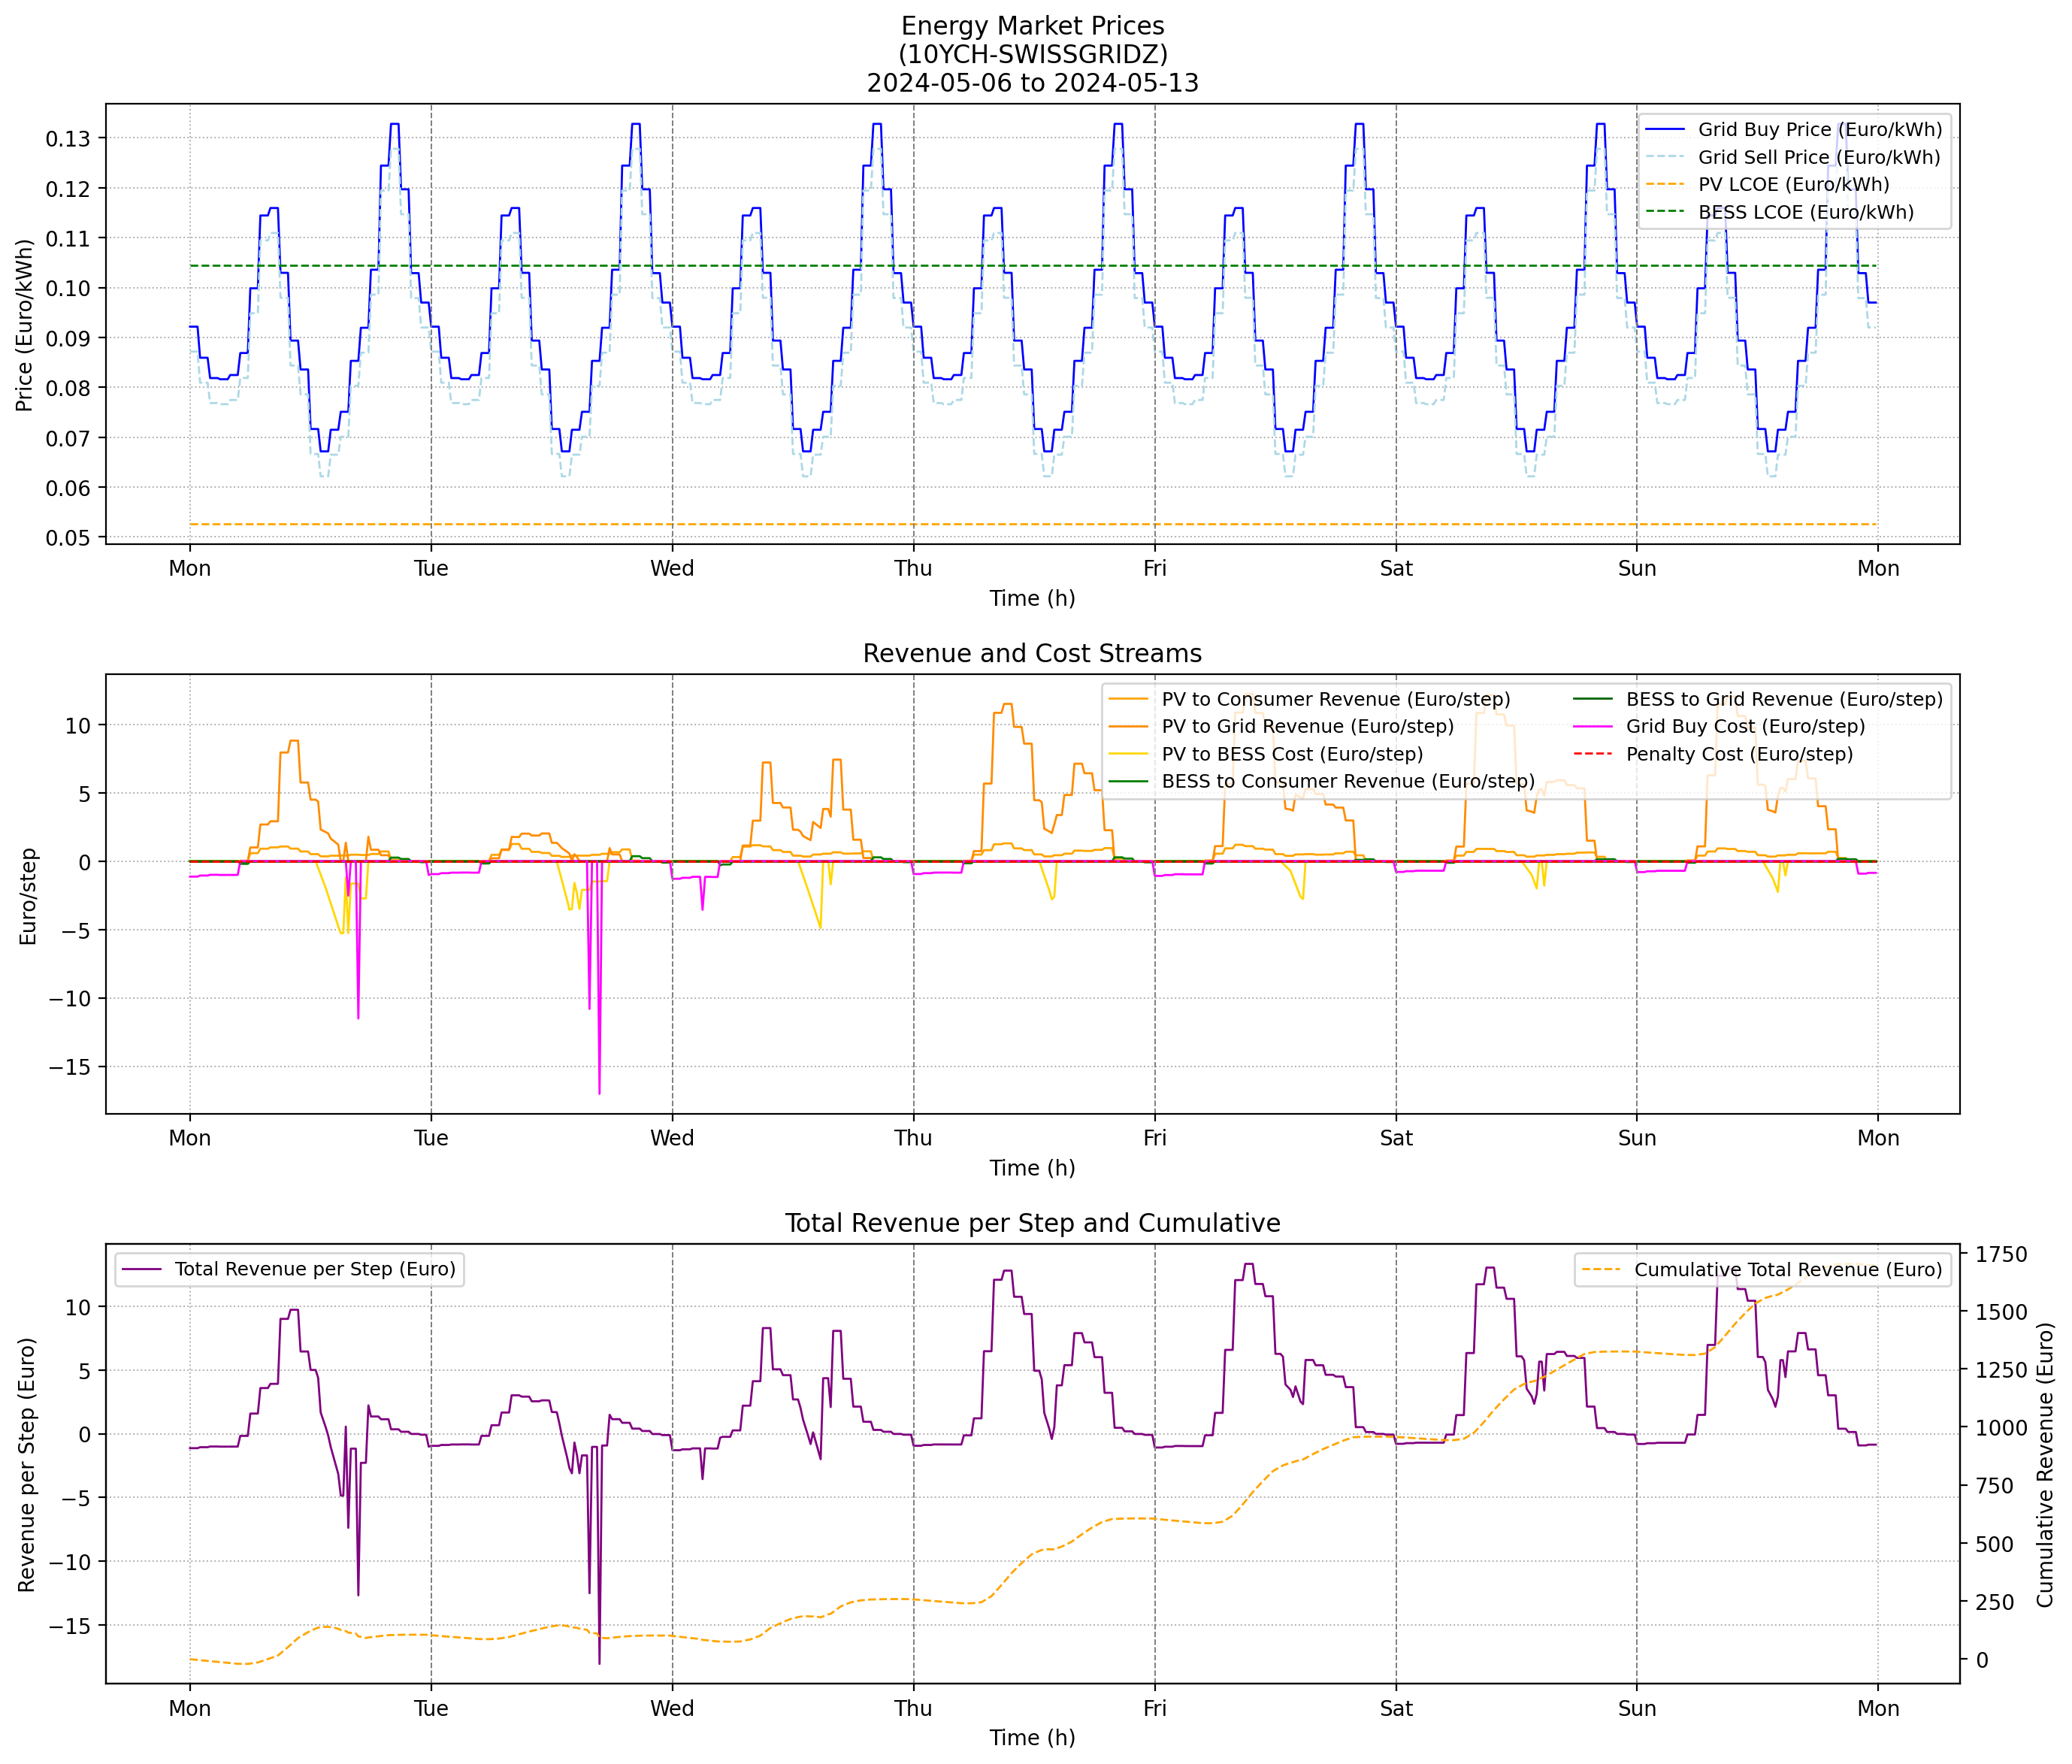 Energy Market Prices
(10YCH-SWISSGRIDZ)
2024-05-06 to 2024-05-13
Price (Euro/kWh)
0.13
0.12
0.11
0.10
0.09
0.08
0.07
0.06
0.05
Grid Buy Price (Euro/kWh)
Grid Sell Price (Euro/kWh)
PV LCOE (Euro/kWh)
BESS LCOE (Euro/kWh)
Mon Tue Wed Thu Fri Sat Sun Mon
Time (h)
Revenue and Cost Streams
Euro/step
10
5
0
−5
−10
−15
PV to Consumer Revenue (Euro/step)
PV to Grid Revenue (Euro/step)
PV to BESS Cost (Euro/step)
BESS to Consumer Revenue (Euro/step)
BESS to Grid Revenue (Euro/step)
Grid Buy Cost (Euro/step)
Penalty Cost (Euro/step)
Mon Tue Wed Thu Fri Sat Sun Mon
Time (h)
Total Revenue per Step and Cumulative
Revenue per Step (Euro)
10
5
0
−5
−10
−15
Total Revenue per Step (Euro)
Cumulative Total Revenue (Euro)
1750
1500
1250
1000
750
500
250
0
Cumulative Revenue (Euro)
Mon Tue Wed Thu Fri Sat Sun Mon
Time (h)